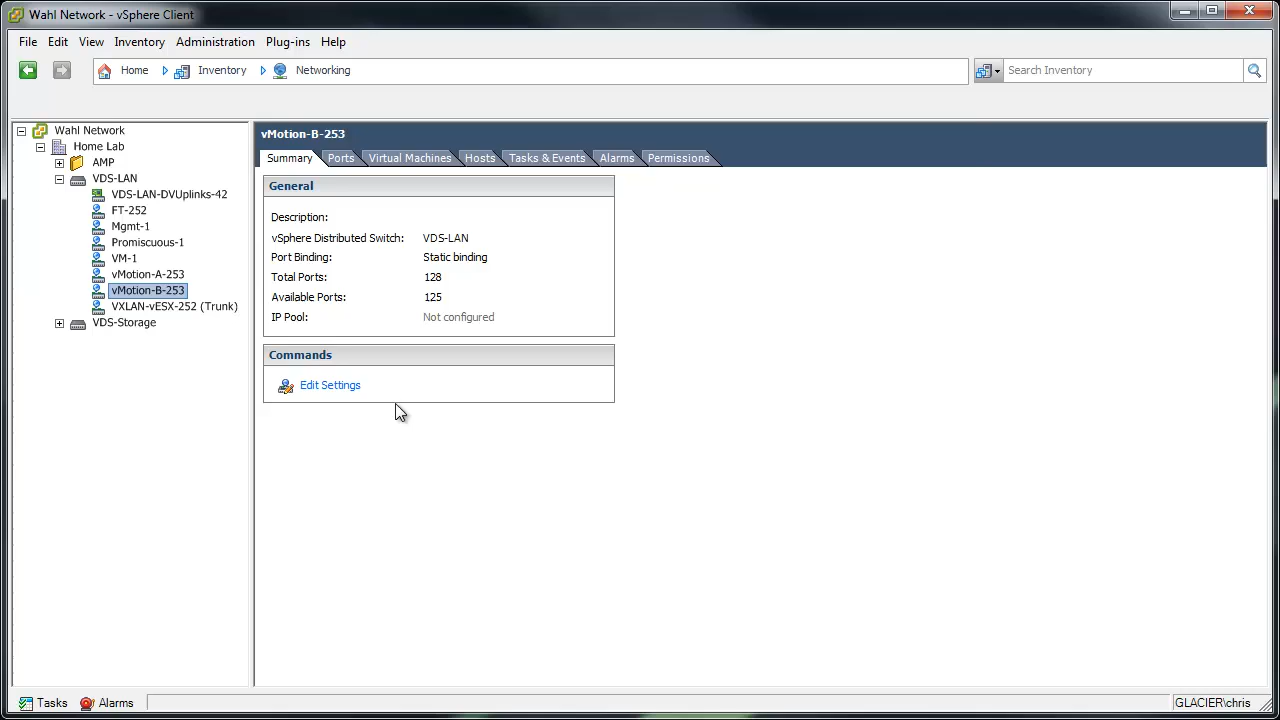 Wahl Network - vSphere Client
File Edit View Inventory Administration Plug-ins Help
Home Inventory Networking Search Inventory
Wahl Network
Home Lab
AMP
VDS-LAN
VDS-LAN-DVUplinks-42
FT-252
Mgmt-1
Promiscuous-1
VM-1
vMotion-A-253
vMotion-B-253
VXLAN-vESX-252 (Trunk)
VDS-Storage
vMotion-B-253
Summary Ports Virtual Machines Hosts Tasks & Events Alarms Permissions
General
Description:
vSphere Distributed Switch: VDS-LAN
Port Binding: Static binding
Total Ports: 128
Available Ports: 125
IP Pool: Not configured
Commands
Edit Settings
Tasks Alarms GLACIER\chris